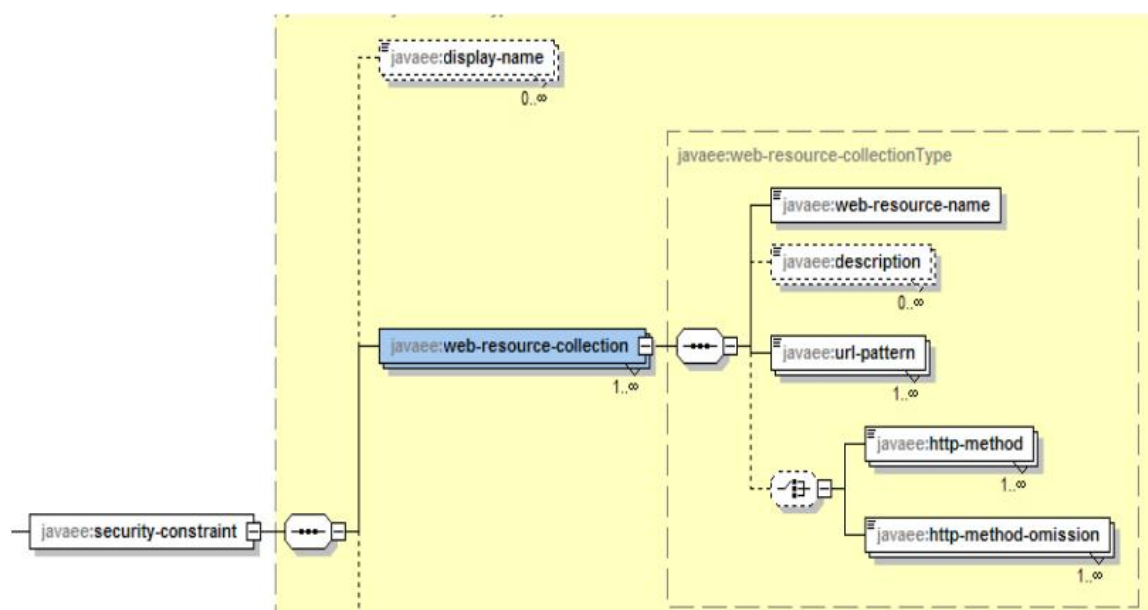 javaee:display-name
0..∞
javaee:web-resource-collectionType
javaee:web-resource-name
javaee:description
0..∞
javaee:web-resource-collection
javaee:url-pattern
1..∞
1..∞
javaee:http-method
1..∞
javaee:security-constraint
javaee:http-method-omission
1..∞